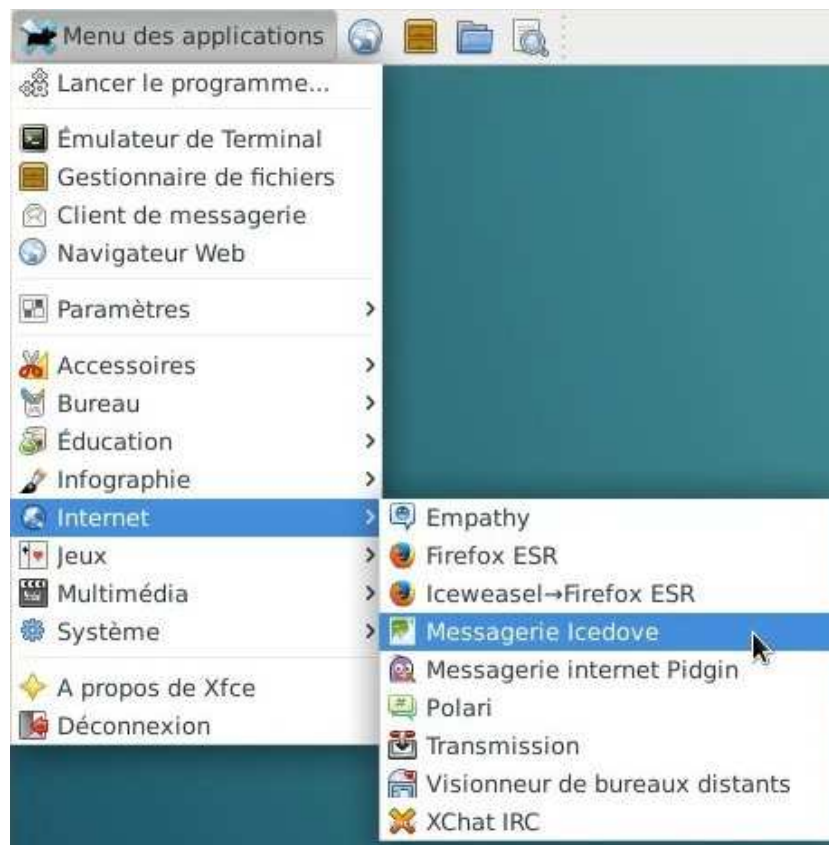 Menu des applications
Lancer le programme...
Émulateur de Terminal
Gestionnaire de fichiers
Client de messagerie
Navigateur Web
Paramètres
Accessoires
Bureau
Éducation
Infographie
Internet
Jeux
Multimédia
Système
A propos de Xfce
Déconnexion
Empathy
Firefox ESR
Iceweasel→Firefox ESR
Messagerie Icedove
Messagerie internet Pidgin
Polari
Transmission
Visionneur de bureaux distants
XChat IRC